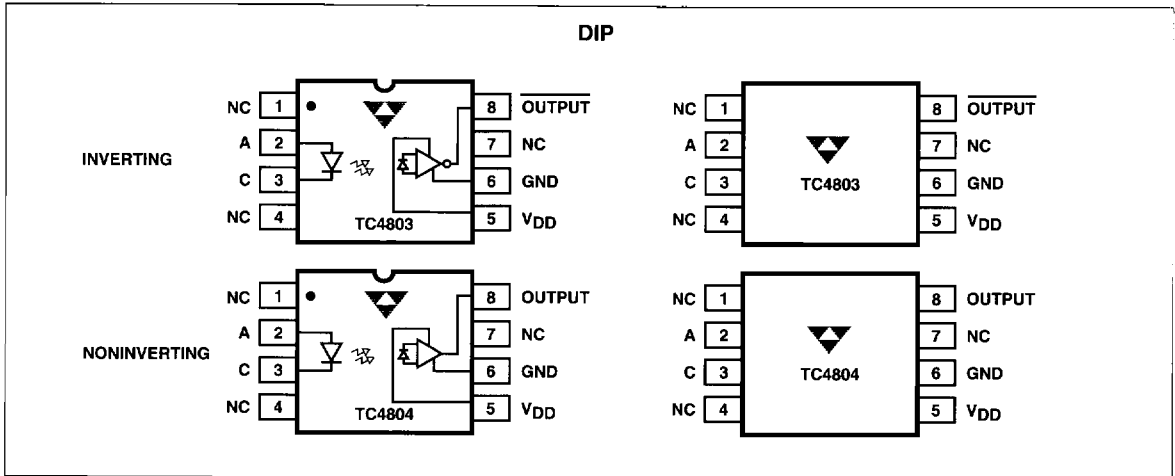 DIP
INVERTING
NC 1 8 OUTPUT
A 2 7 NC
C 3 6 GND
NC 4 5 VDD
TC4803
NC 1 8 OUTPUT
A 2 7 NC
C 3 6 GND
NC 4 5 VDD
TC4803
NONINVERTING
NC 1 8 OUTPUT
A 2 7 NC
C 3 6 GND
NC 4 5 VDD
TC4804
NC 1 8 OUTPUT
A 2 7 NC
C 3 6 GND
NC 4 5 VDD
TC4804